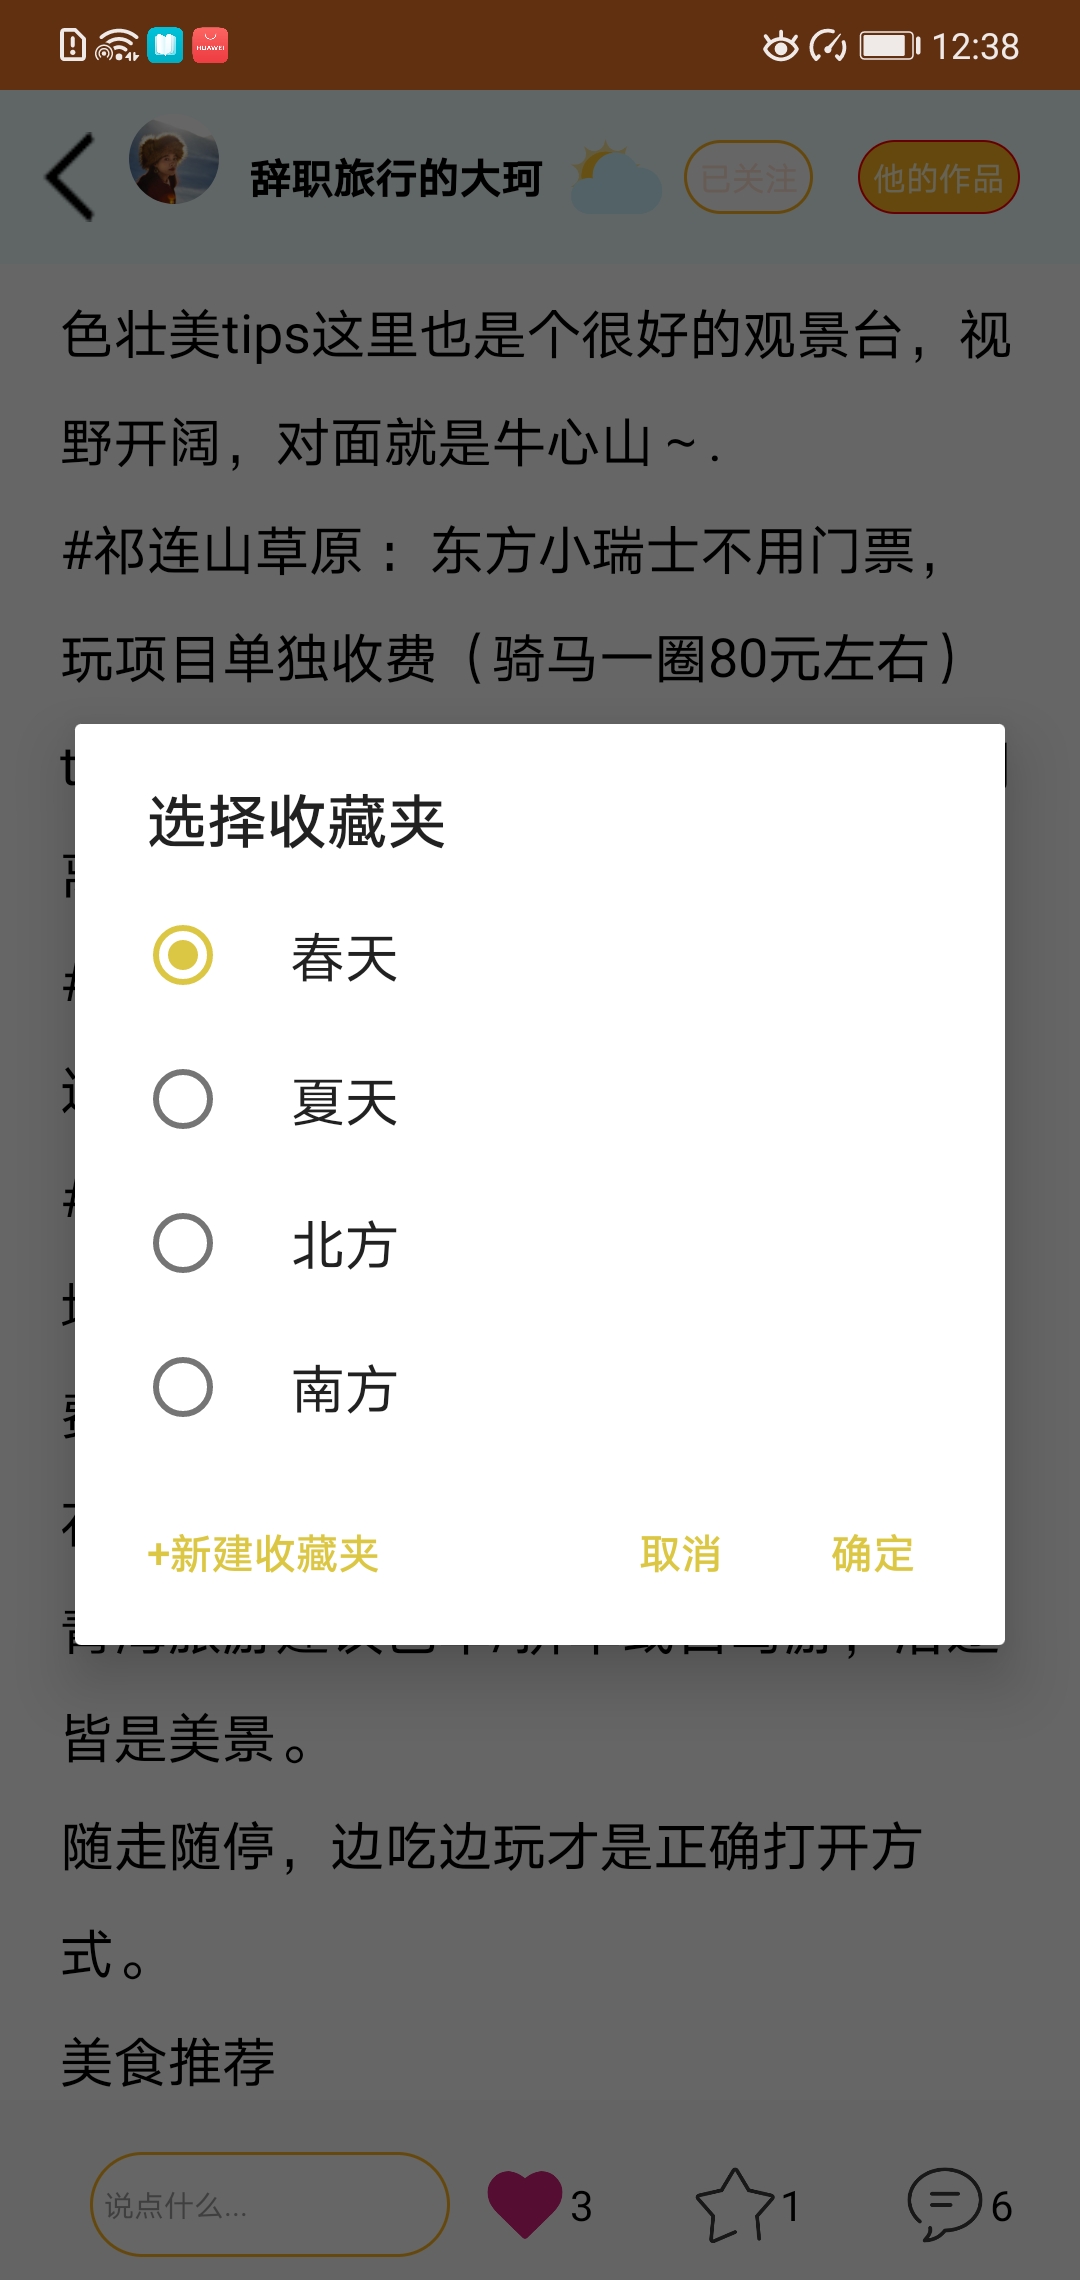 HUAWEI
12:38
辞职旅行的大珂
已关注
他的作品
色壮美tips这里也是个很好的观景台，视
野开阔，对面就是牛心山～.
#祁连山草原：东方小瑞士不用门票，
玩项目单独收费（骑马一圈80元左右）
选择收藏夹
春天
夏天
北方
南方
+新建收藏夹
取消
确定
皆是美景。
随走随停，边吃边玩才是正确打开方
式。
美食推荐
说点什么...
3
1
6